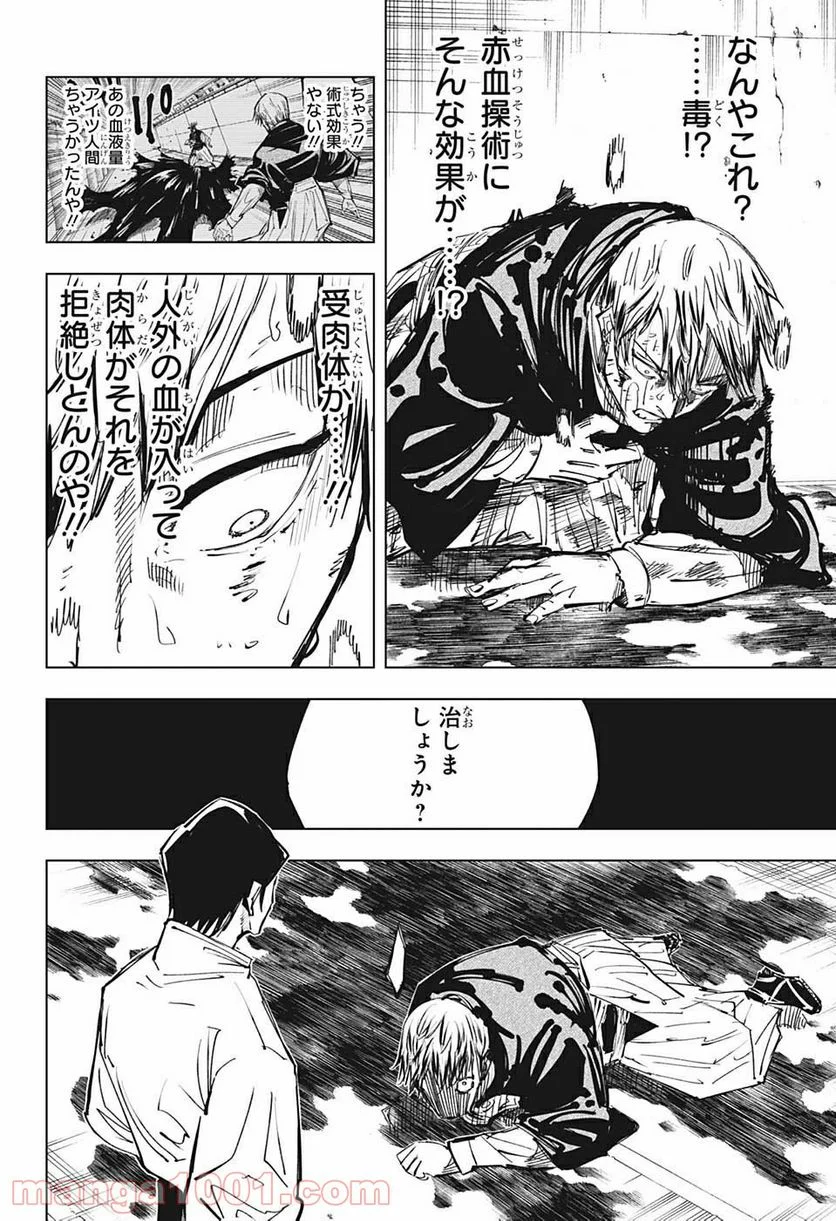 なんやこれ？
……毒!?
赤血操術に
そんな効果が……!?
ちゃう!!
術式効果
やない!!
あの血液量
アイツ人間
ちゃうかったんや!!
受肉体か……!!
人外の血が入って
肉体がそれを
拒絶しとんのや!!
治しま
しょうか？
manga1001.com